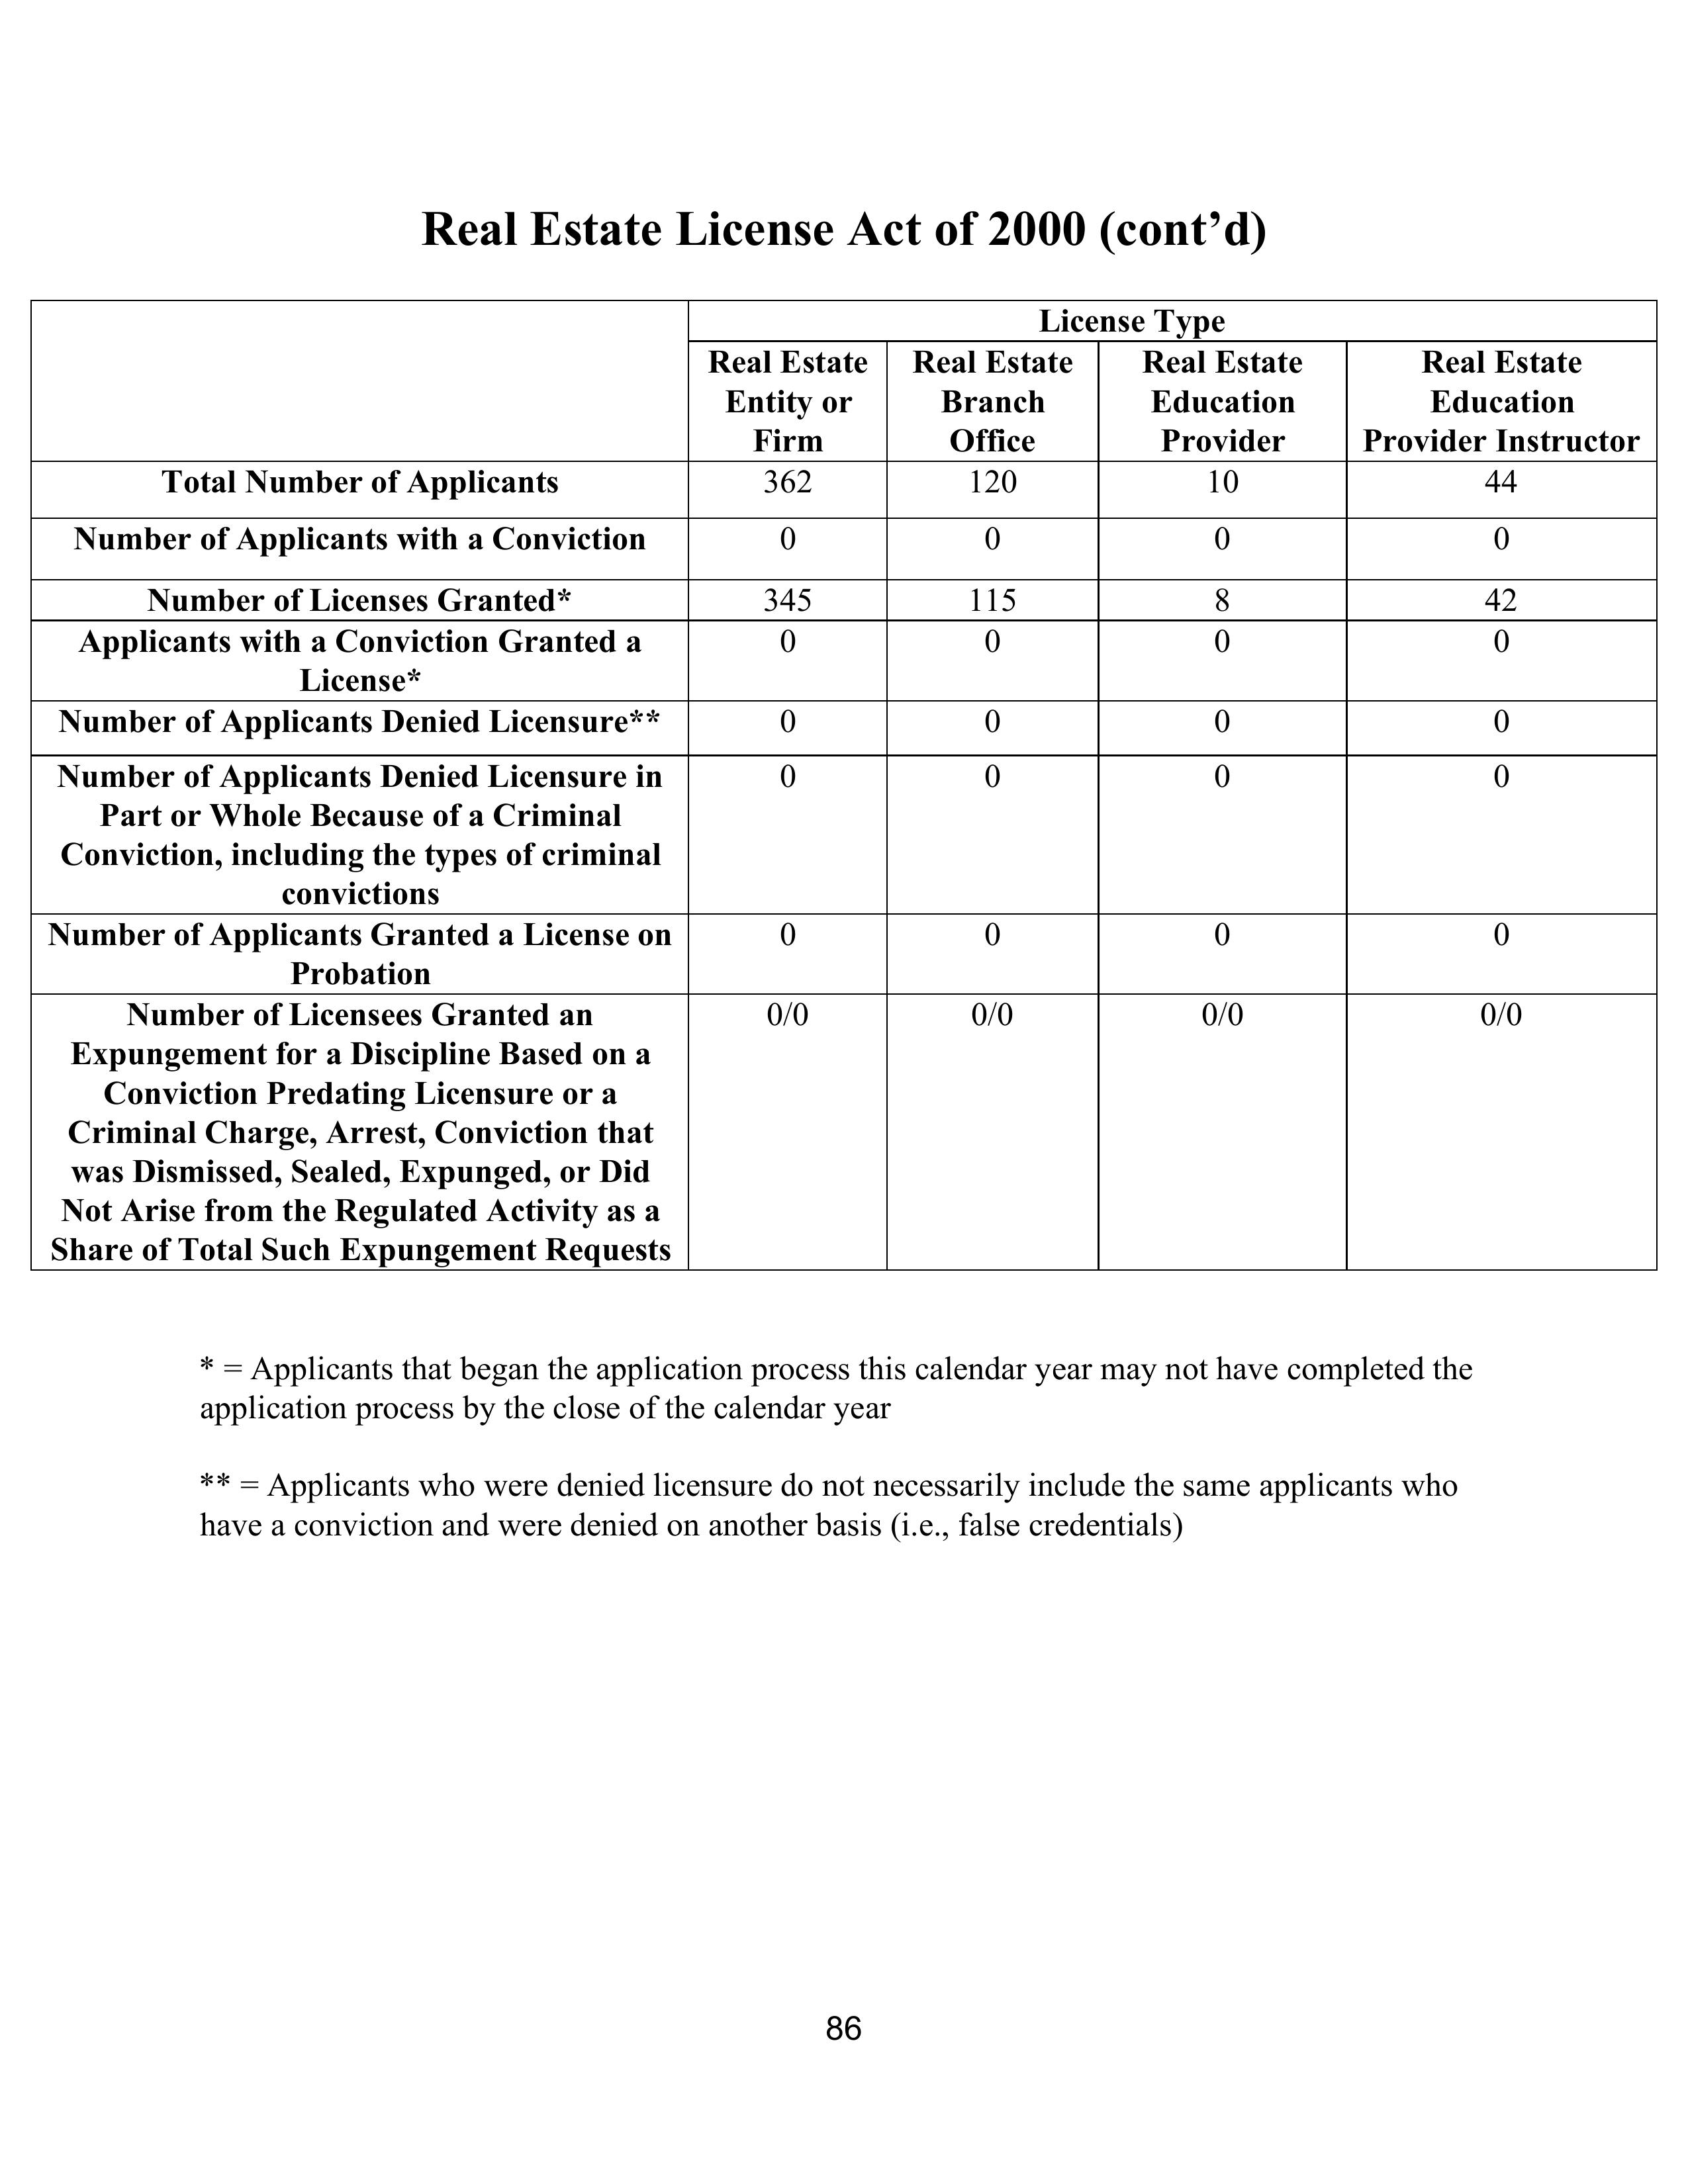 Real Estate License Act of 2000 (cont’d)
License Type
Real Estate Entity or Firm
Real Estate Branch Office
Real Estate Education Provider
Real Estate Education Provider Instructor
Total Number of Applicants 362 120 10 44
Number of Applicants with a Conviction 0 0 0 0
Number of Licenses Granted* 345 115 8 42
Applicants with a Conviction Granted a 0 0 0 0
License*
Number of Applicants Denied Licensure** 0 0 0 0
Number of Applicants Denied Licensure in 0 0 0 0
Part or Whole Because of a Criminal
Conviction, including the types of criminal
convictions
Number of Applicants Granted a License on 0 0 0 0
Probation
Number of Licensees Granted an 0/0 0/0 0/0 0/0
Expungement for a Discipline Based on a
Conviction Predating Licensure or a
Criminal Charge, Arrest, Conviction that
was Dismissed, Sealed, Expunged, or Did
Not Arise from the Regulated Activity as a
Share of Total Such Expungement Requests
* = Applicants that began the application process this calendar year may not have completed the
application process by the close of the calendar year
** = Applicants who were denied licensure do not necessarily include the same applicants who
have a conviction and were denied on another basis (i.e., false credentials)
86